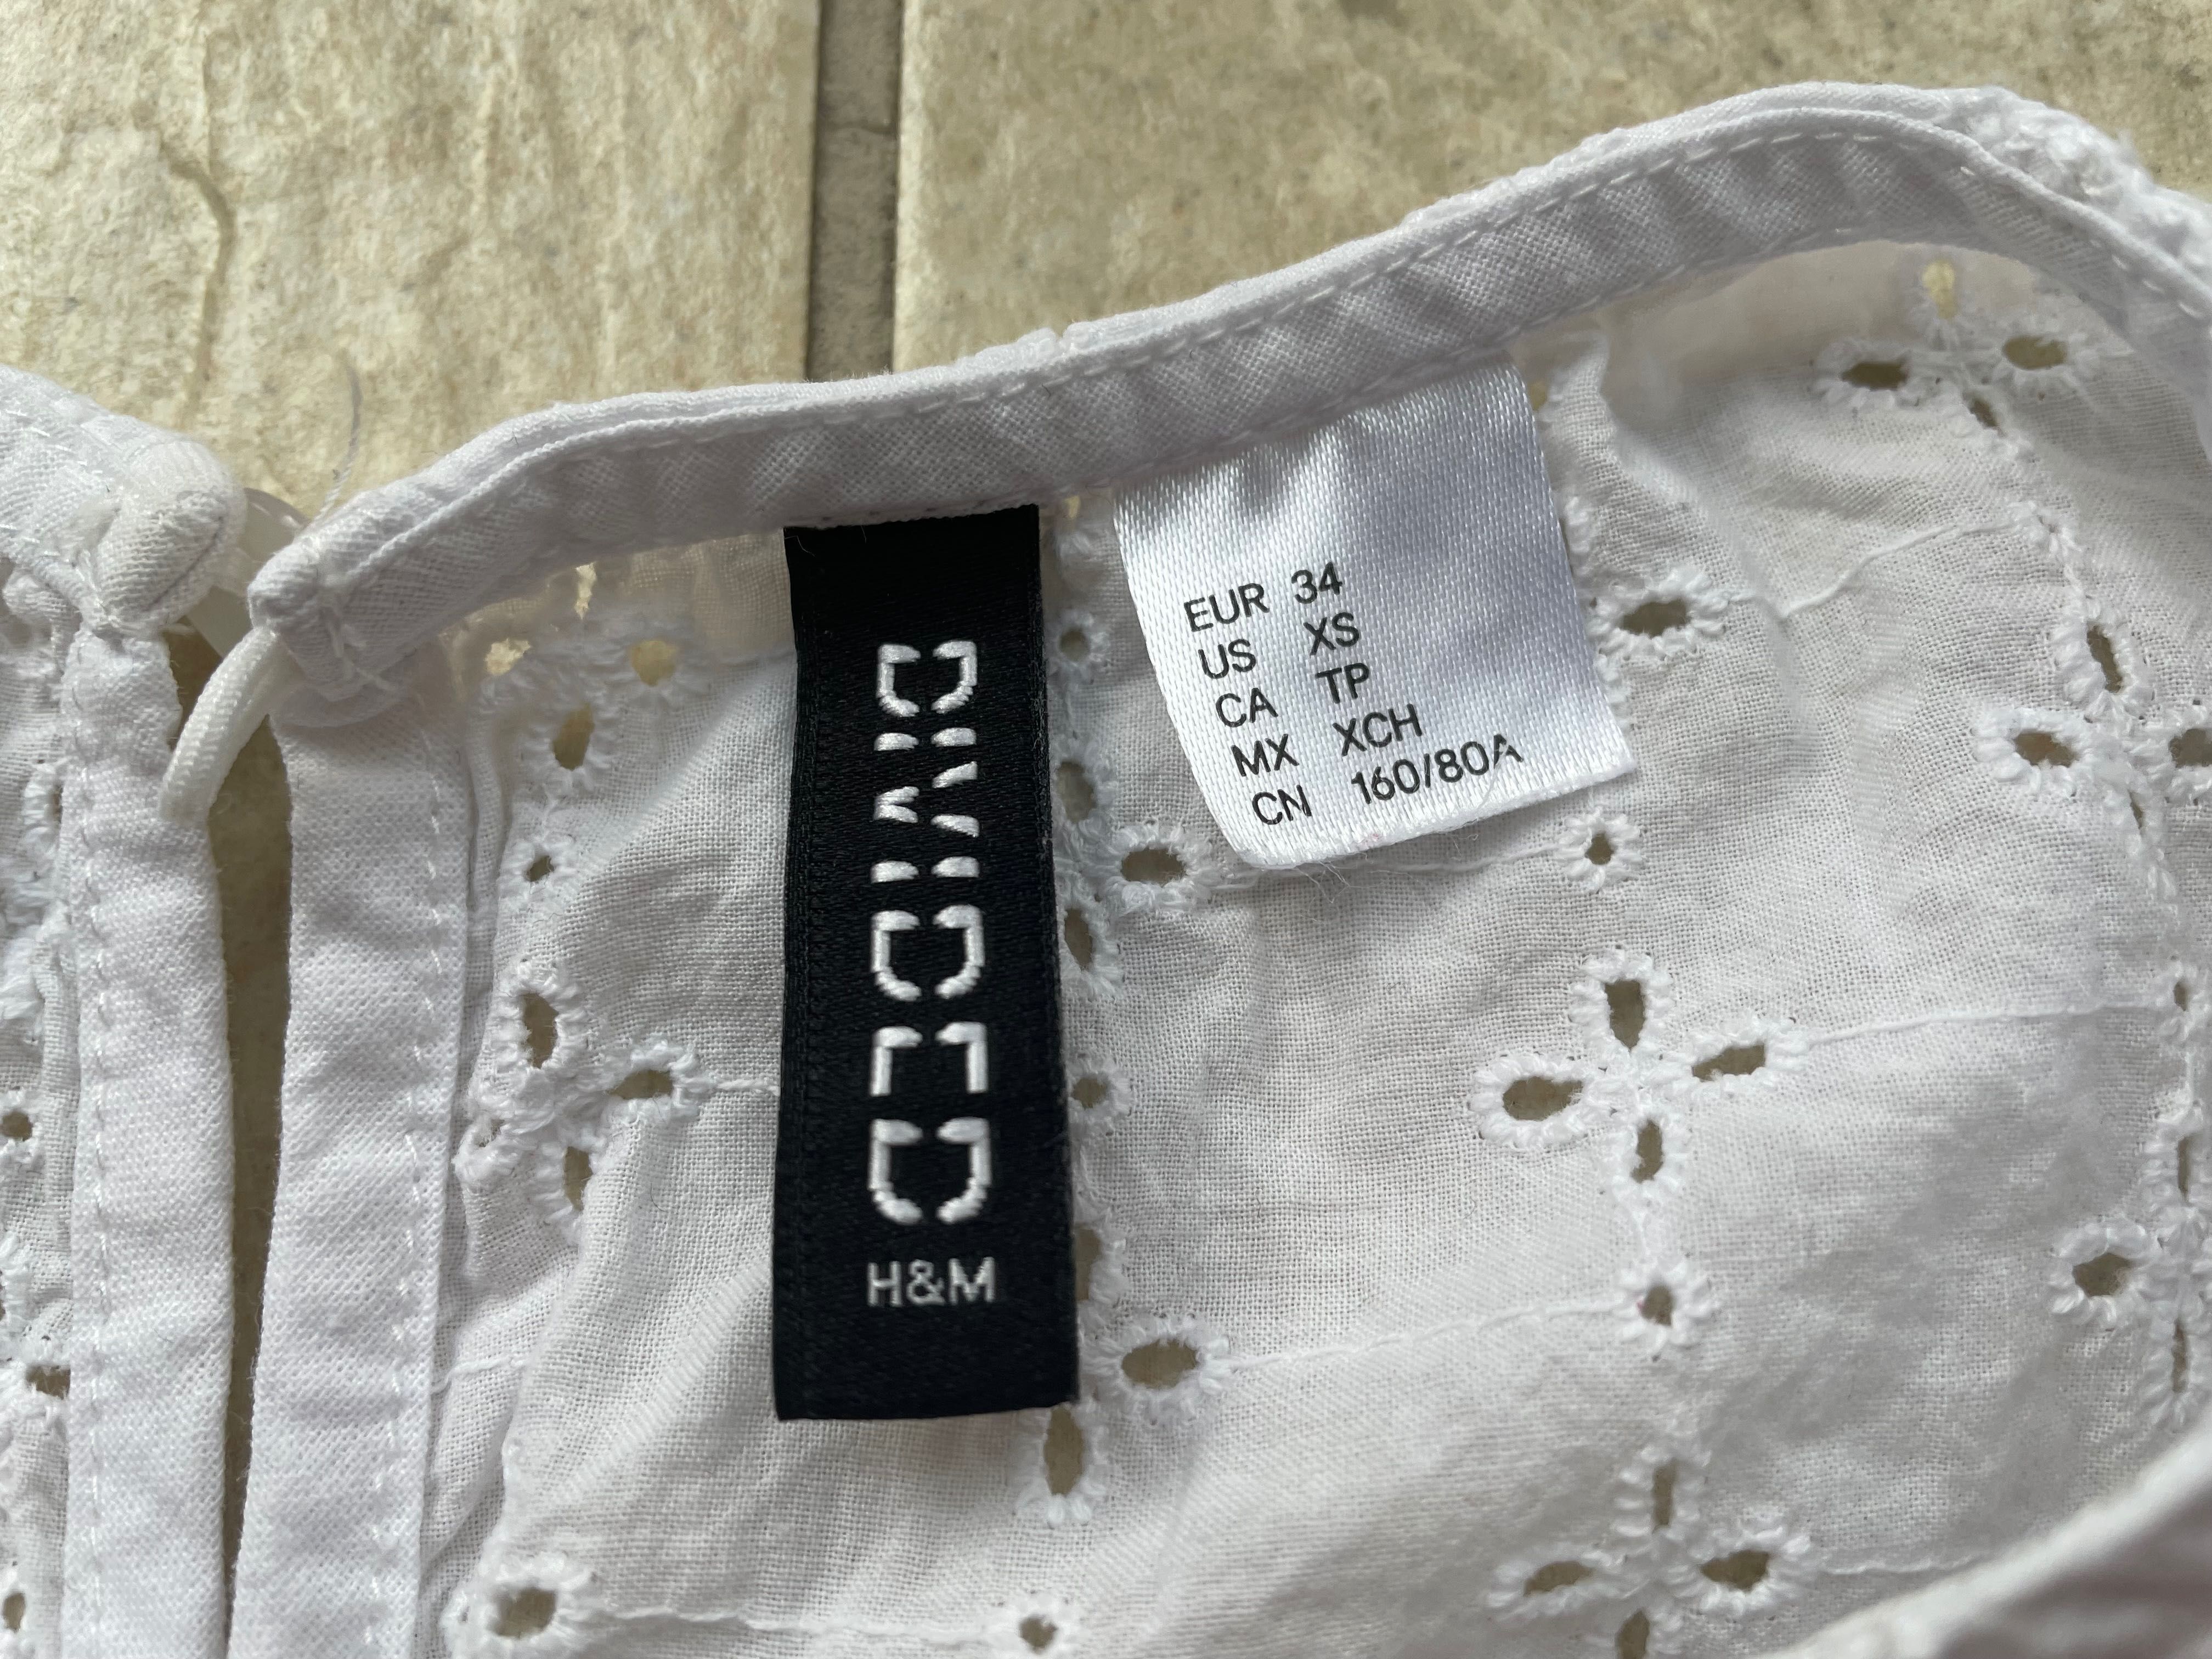 DIVIDED
H&M
EUR 34
US XS
CA TP
MX XCH
CN 160/80A